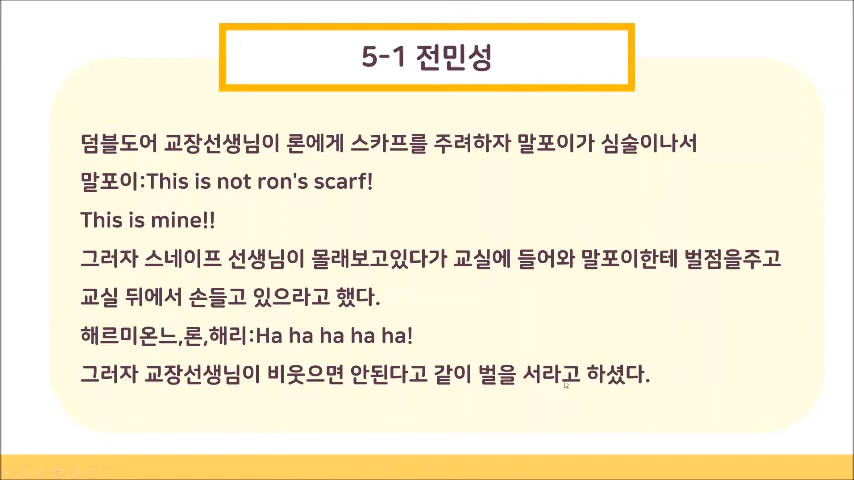 5-1 전민성
덤블도어 교장선생님이 론에게 스카프를 주려하자 말포이가 심술이나서
말포이:This is not ron's scarf!
This is mine!!
그러자 스네이프 선생님이 몰래보고있다가 교실에 들어와 말포이한테 벌점을주고
교실 뒤에서 손들고 있으라고 했다.
해르미온느,론,해리:Ha ha ha ha ha!
그러자 교장선생님이 비웃으면 안된다고 같이 벌을 서라고 하셨다.